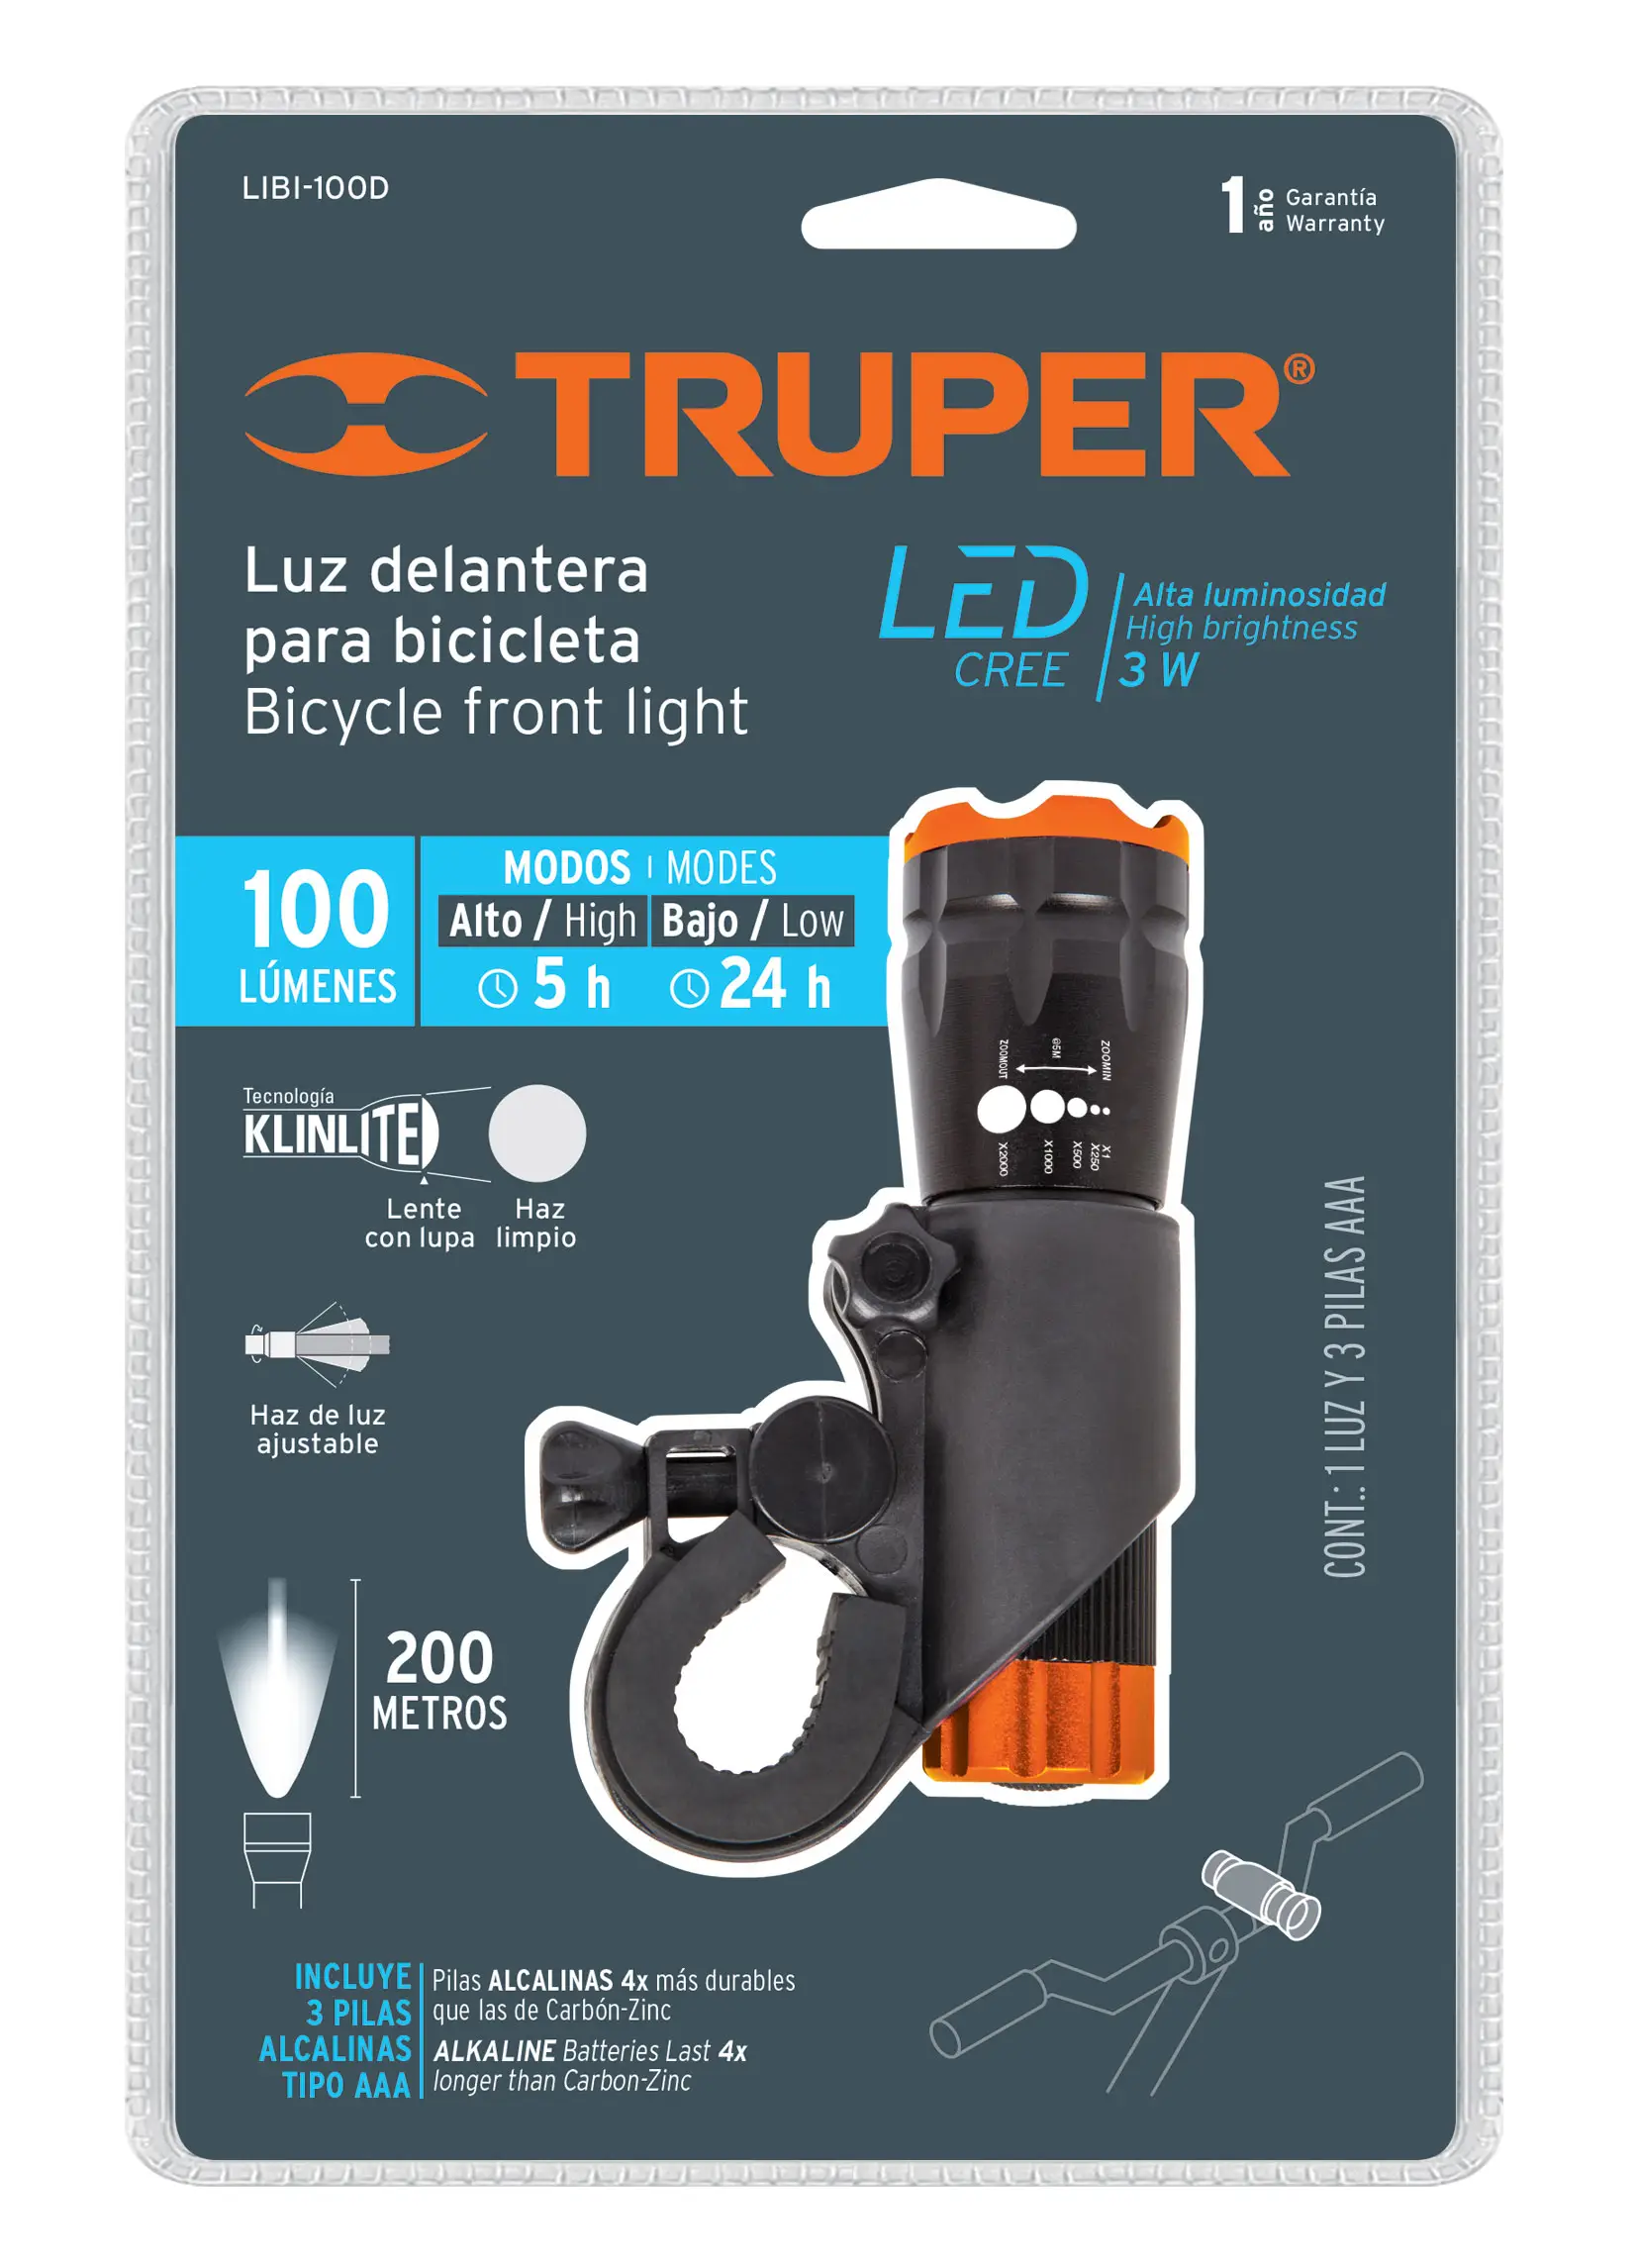 LIBI-100D
1 año Garantía
Warranty
TRUPER®
Luz delantera
para bicicleta
Bicycle front light
LED
CREE
Alta luminosidad
High brightness
3 W
100
LÚMENES
MODOS | MODES
Alto / High
Bajo / Low
5 h
24 h
ZOOMOUT
@5M
ZOOMIN
X2000
X1000
X500
X250
X1
Tecnología
KLINLITE
Lente
con lupa
Haz
limpio
Haz de luz
ajustable
CONT.: 1 LUZ Y 3 PILAS AAA
200
METROS
INCLUYE
3 PILAS
ALCALINAS
TIPO AAA
Pilas ALCALINAS 4x más durables
que las de Carbón-Zinc
ALKALINE Batteries Last 4x
longer than Carbon-Zinc